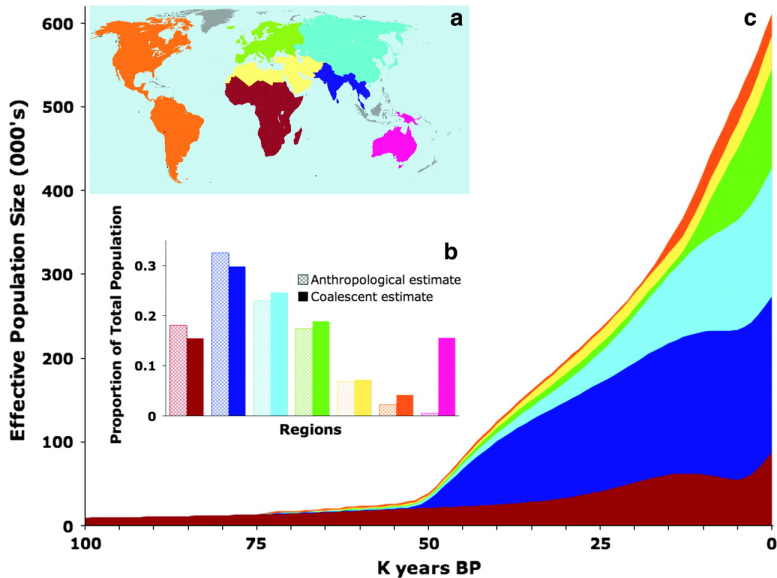 a
c
b
Effective Population Size (000's)
600
500
400
300
200
100
0
Proportion of Total Population
0.3
0.2
0.1
0
Anthropological estimate
Coalescent estimate
Regions
100
75
50
25
0
K years BP